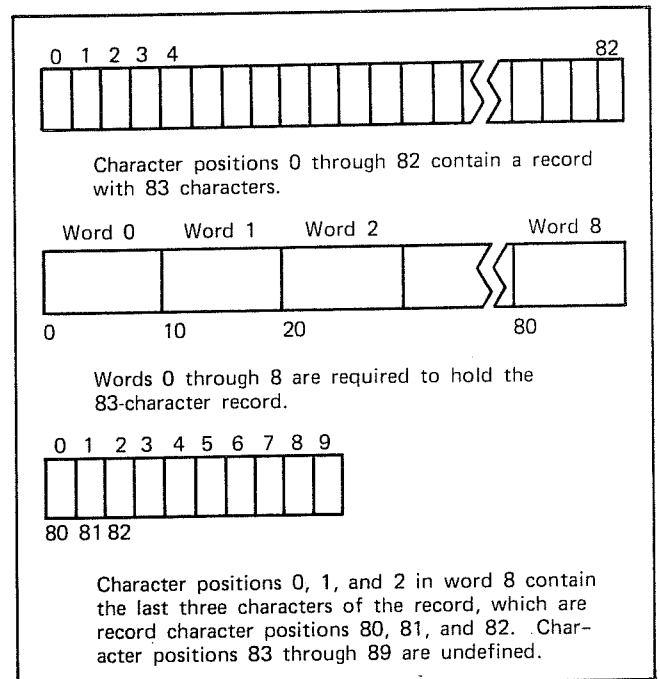 0 1 2 3 4 82
Character positions 0 through 82 contain a record
with 83 characters.
Word 0 Word 1 Word 2 Word 8
0 10 20 80
Words 0 through 8 are required to hold the
83-character record.
0 1 2 3 4 5 6 7 8 9
80 81 82
Character positions 0, 1, and 2 in word 8 contain
the last three characters of the record, which are
record character positions 80, 81, and 82. Char-
acter positions 83 through 89 are undefined.